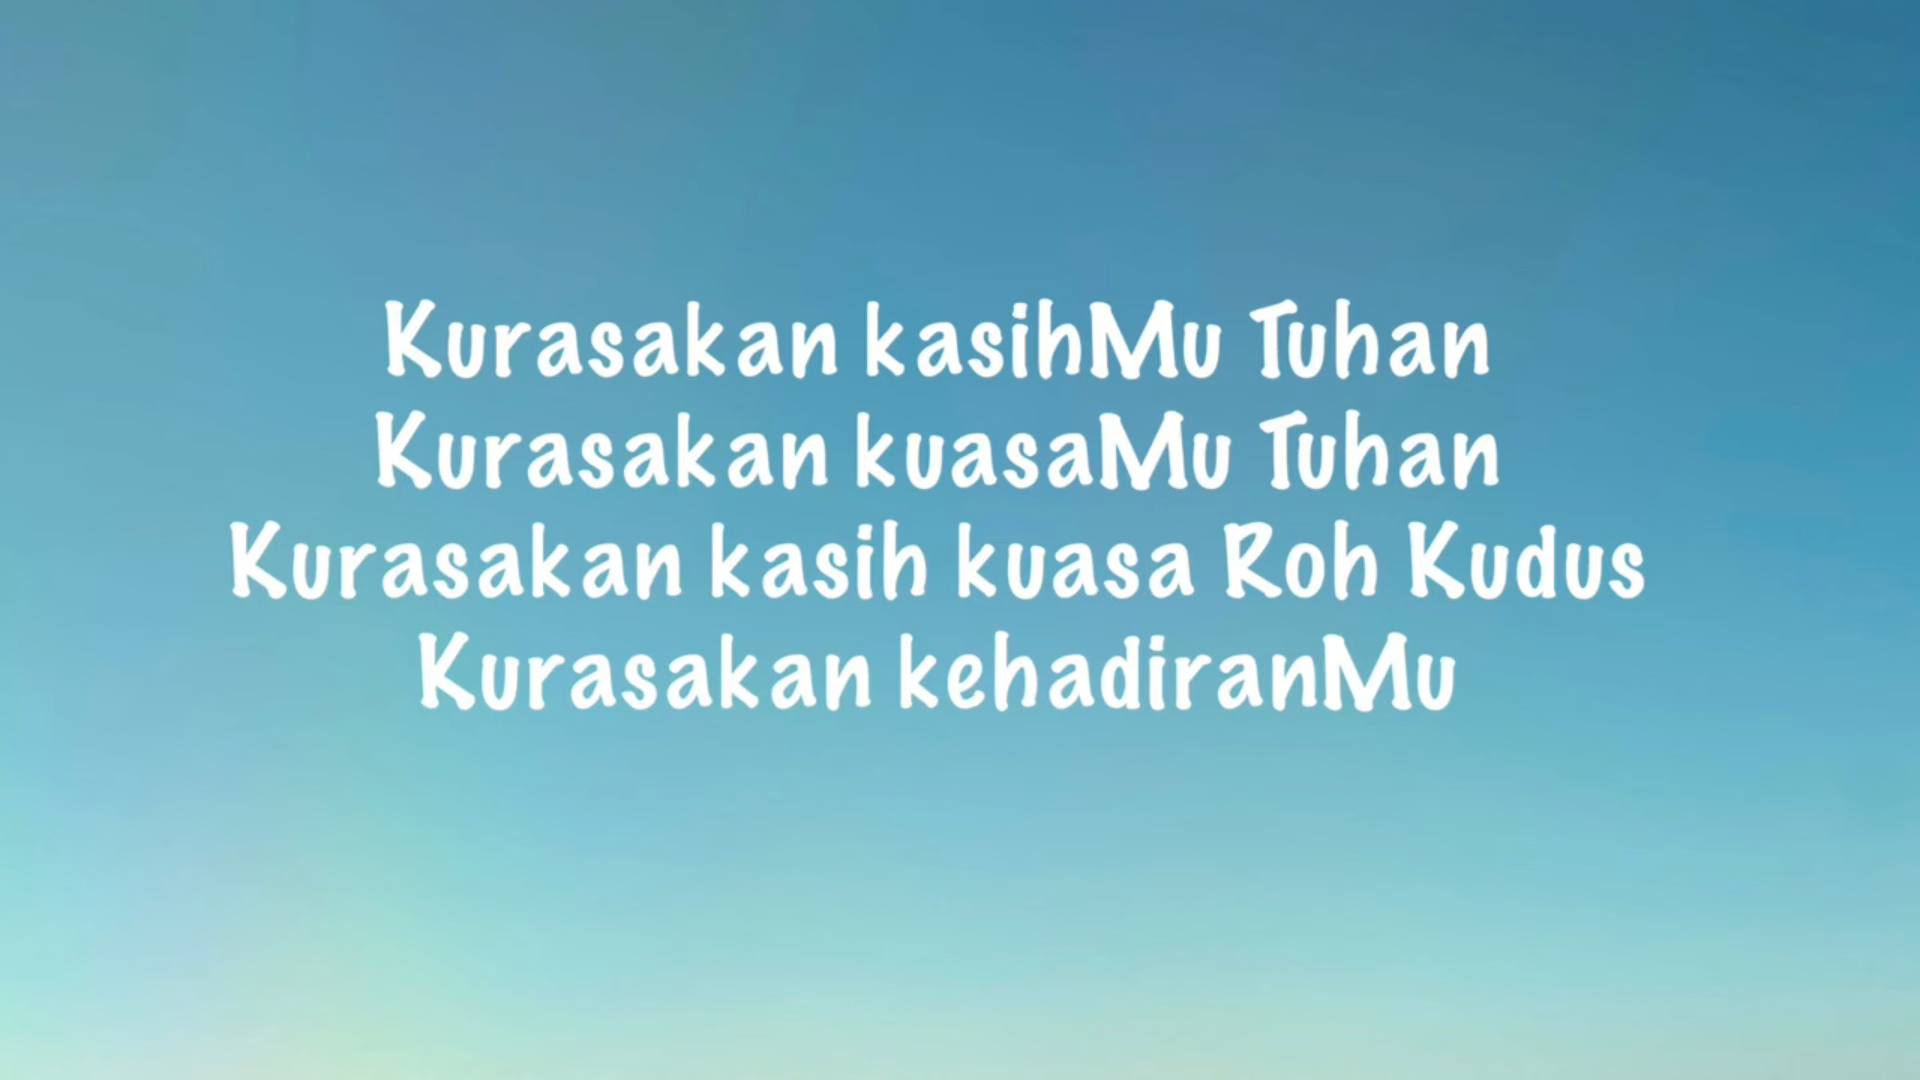 Kurasakan kasihMu Tuhan
Kurasakan kuasaMu Tuhan
Kurasakan kasih kuasa Roh Kudus
Kurasakan kehadiranMu